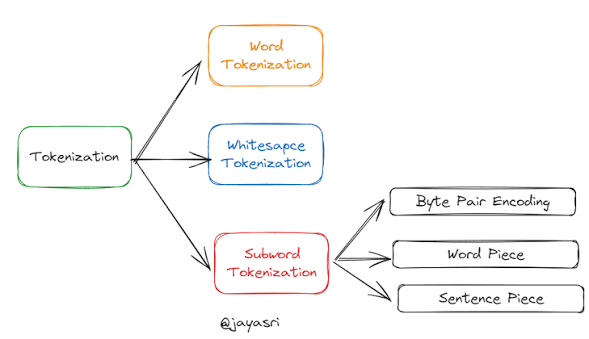 Word
Tokenization
Tokenization
Whitesapce
Tokenization
Subword
Tokenization
Byte Pair Encoding
Word Piece
Sentence Piece
@jayasri